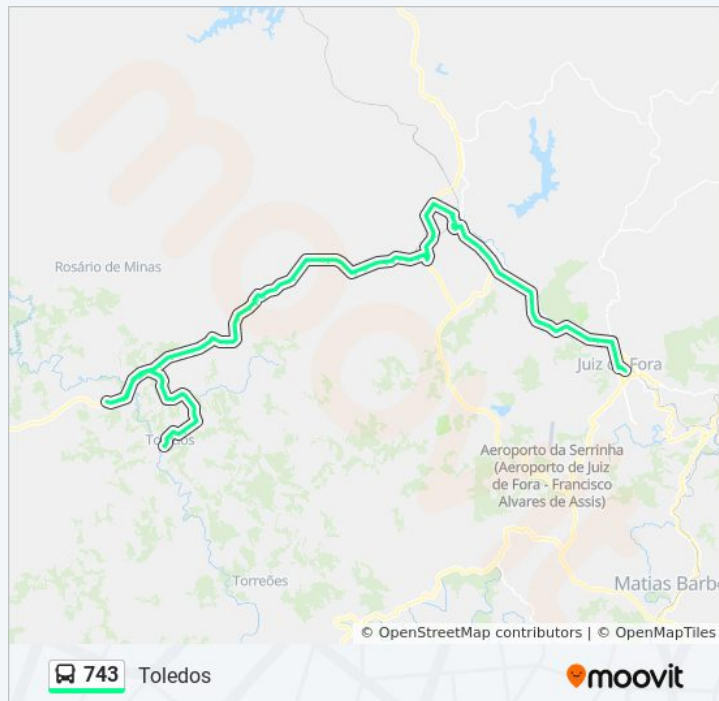 Rosário de Minas
Juiz de Fora
Toledos
Aeroporto da Serrinha
(Aeroporto de Juiz
de Fora - Francisco
Alvares de Assis)
Torreões
Matias Barbo
© OpenStreetMap contributors | © OpenMapTiles
743 Toledos
moovit